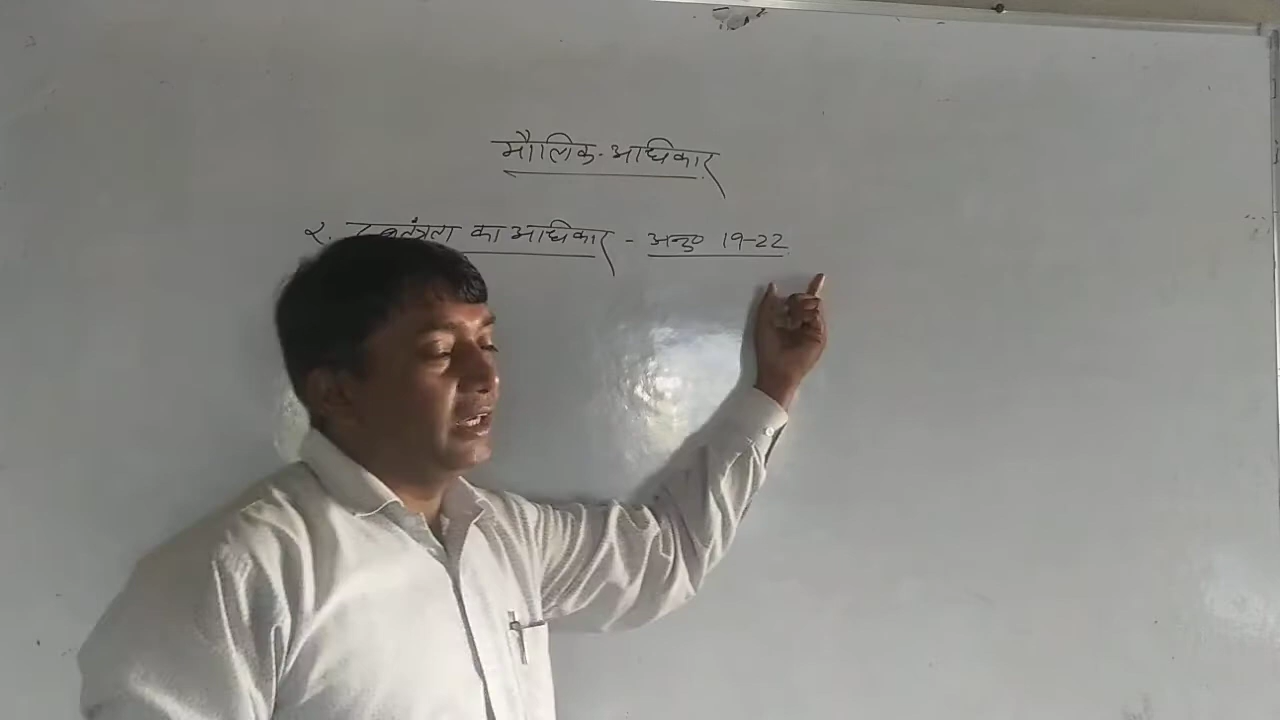 मौलिक-अधिकार
२. स्वतंत्रता का अधिकार - अनु० 19-22